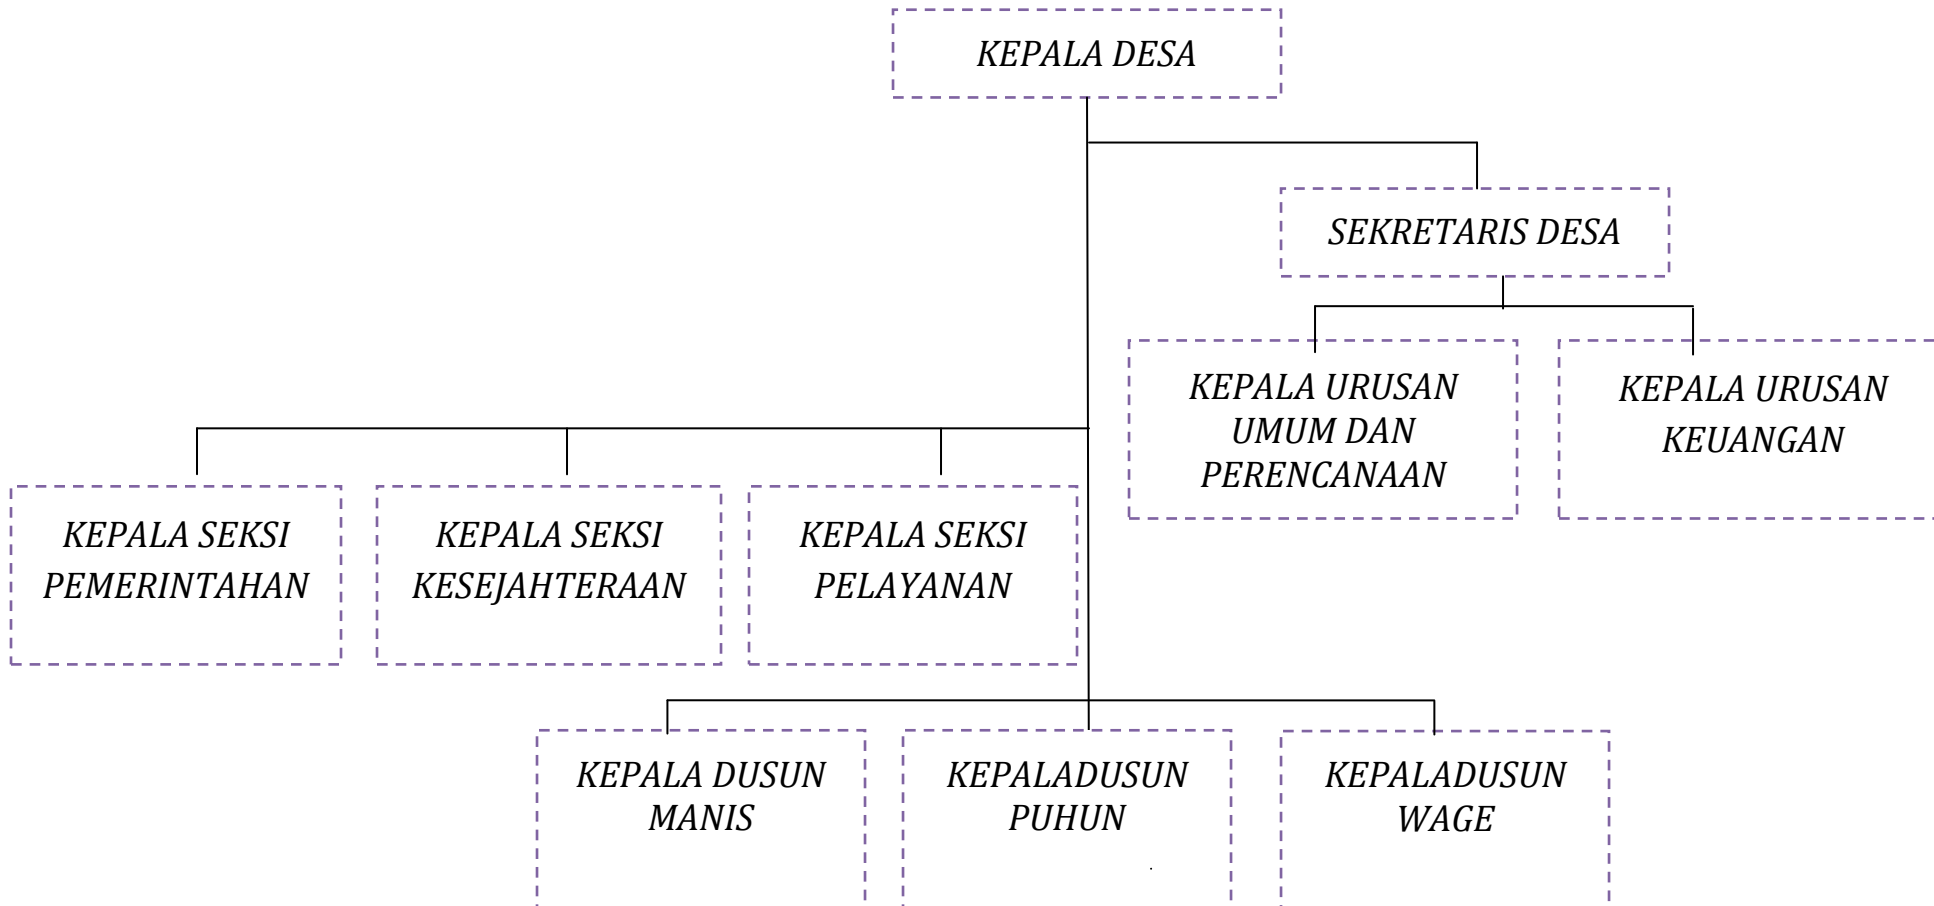 KEPALA DESA
SEKRETARIS DESA
KEPALA URUSAN
UMUM DAN
PERENCANAAN
KEPALA URUSAN
KEUANGAN
KEPALA SEKSI
PEMERINTAHAN
KEPALA SEKSI
KESEJAHTERAAN
KEPALA SEKSI
PELAYANAN
KEPALA DUSUN
MANIS
KEPALADUSUN
PUHUN
KEPALADUSUN
WAGE